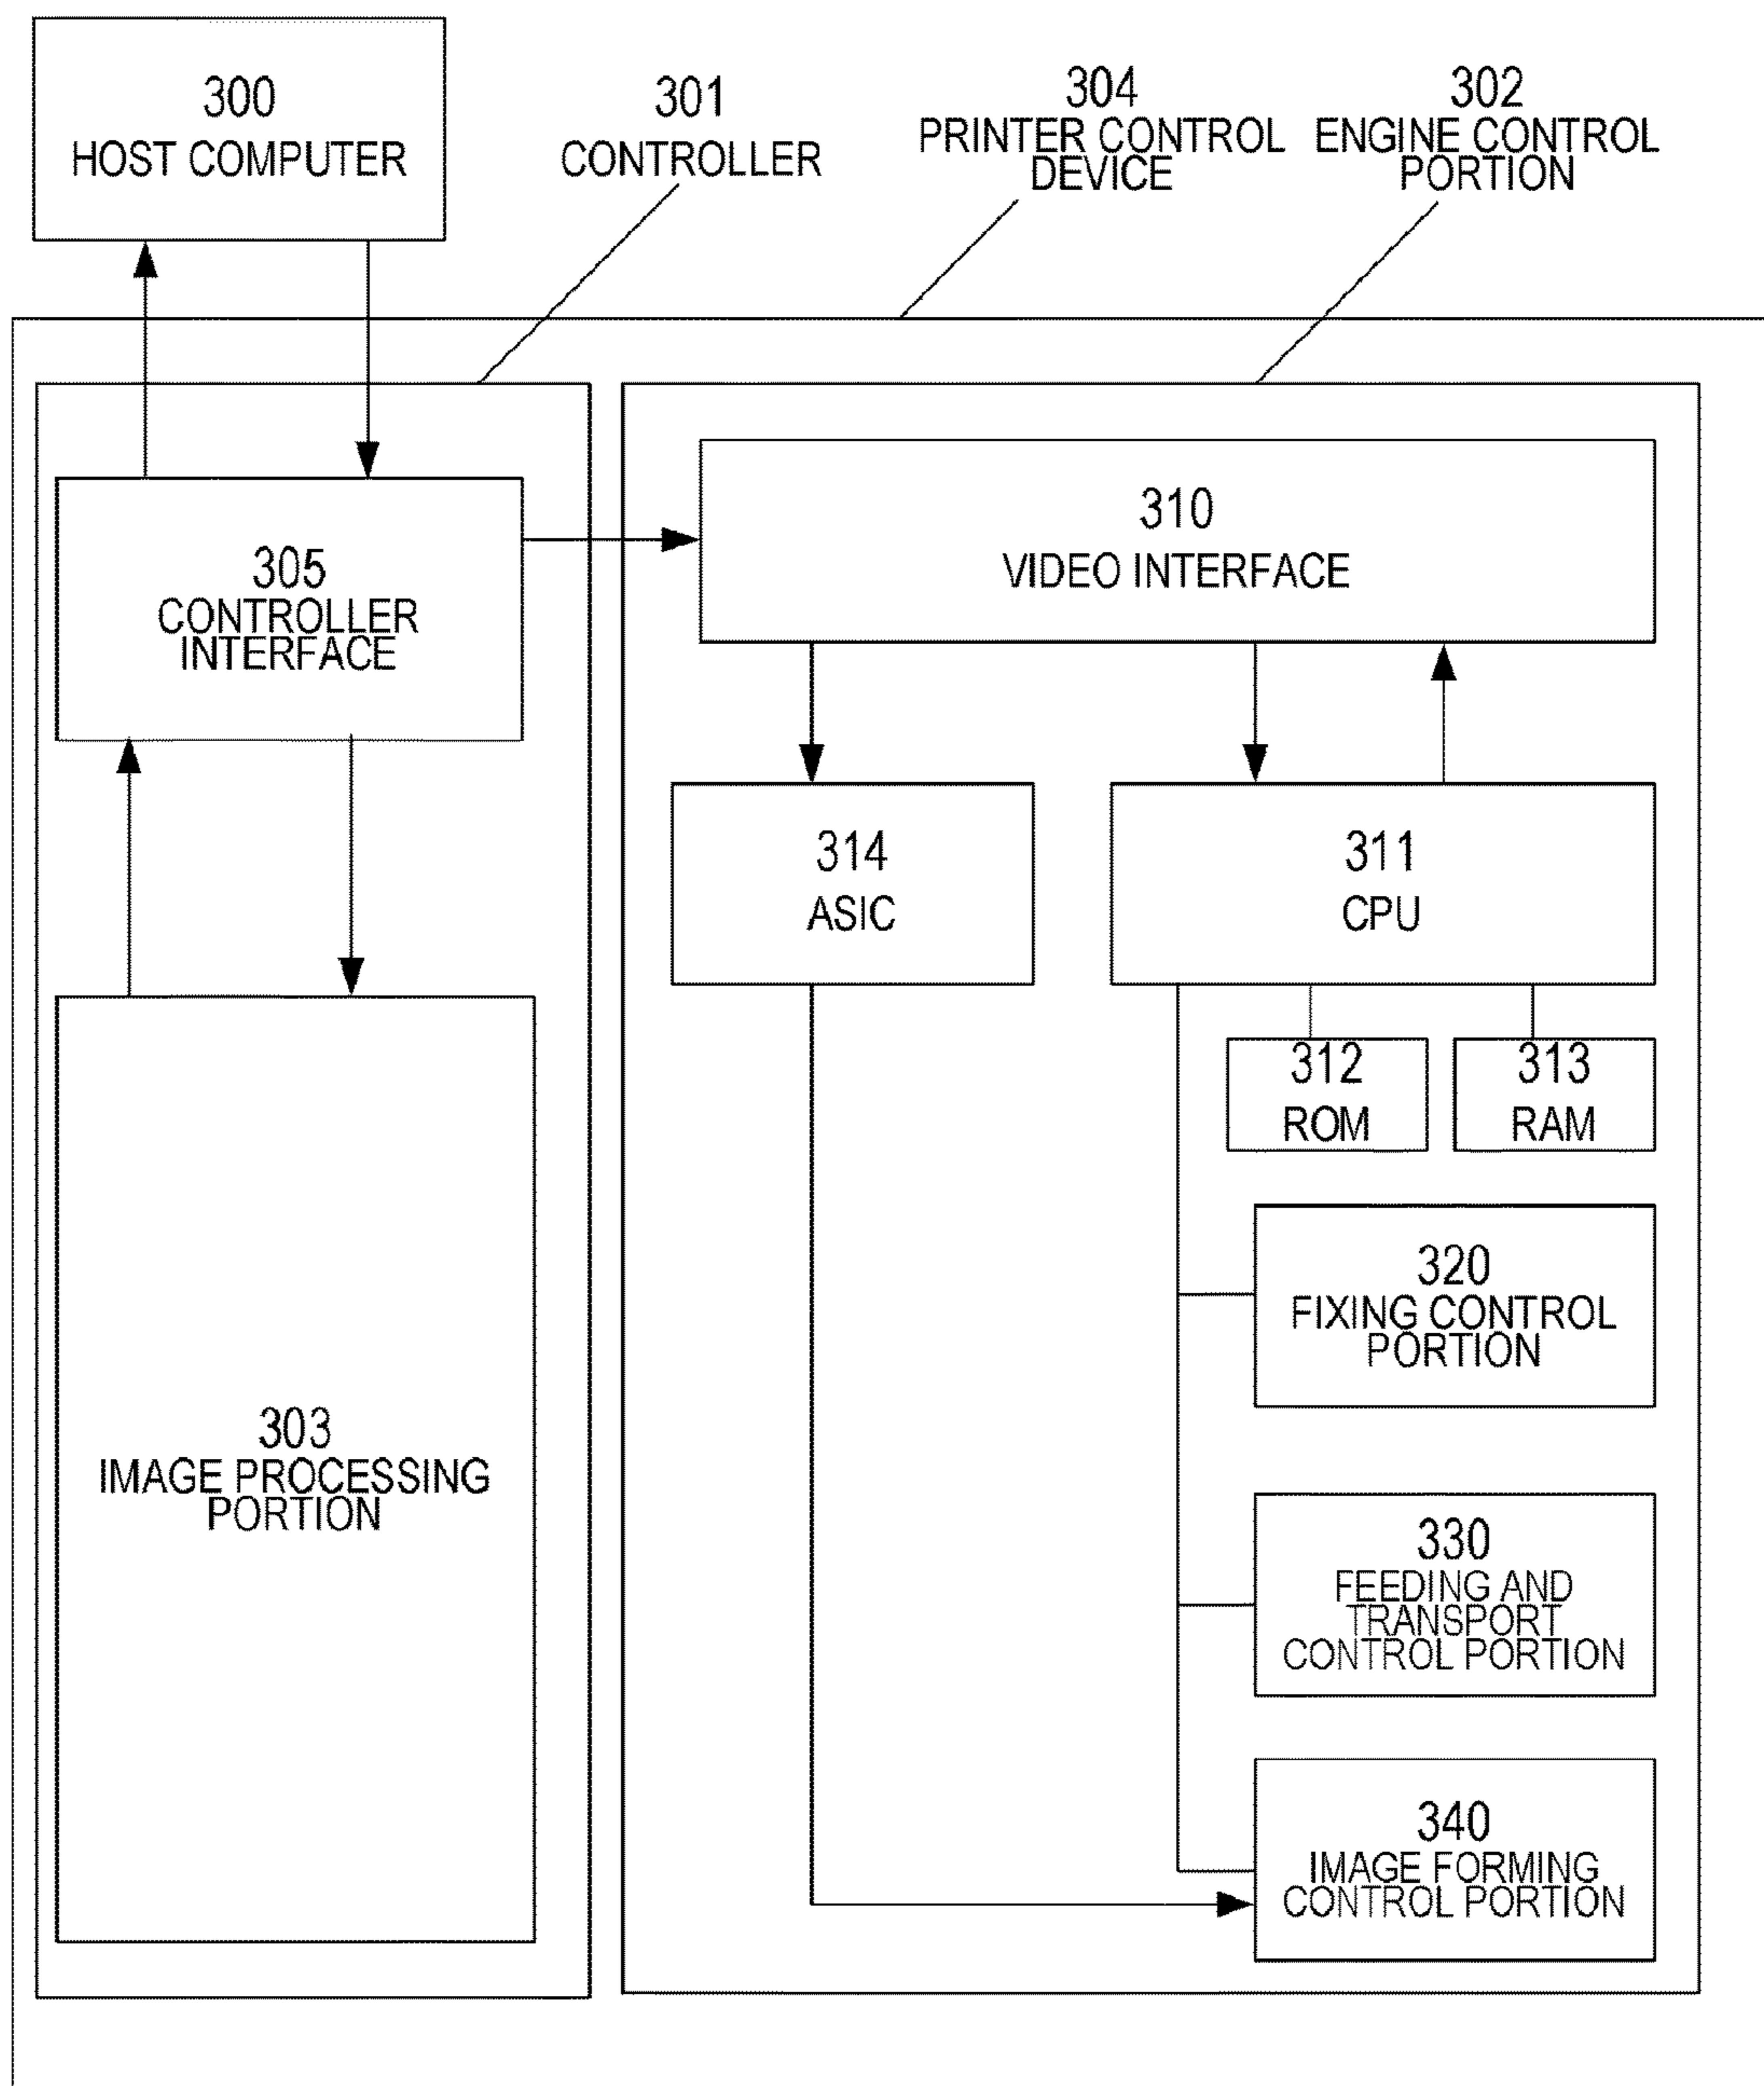 300
HOST COMPUTER
301
CONTROLLER
304
PRINTER CONTROL
DEVICE
302
ENGINE CONTROL
PORTION
305
CONTROLLER
INTERFACE
310
VIDEO INTERFACE
314
ASIC
311
CPU
312
ROM
313
RAM
320
FIXING CONTROL
PORTION
303
IMAGE PROCESSING
PORTION
330
FEEDING AND
TRANSPORT
CONTROL PORTION
340
IMAGE FORMING
CONTROL PORTION